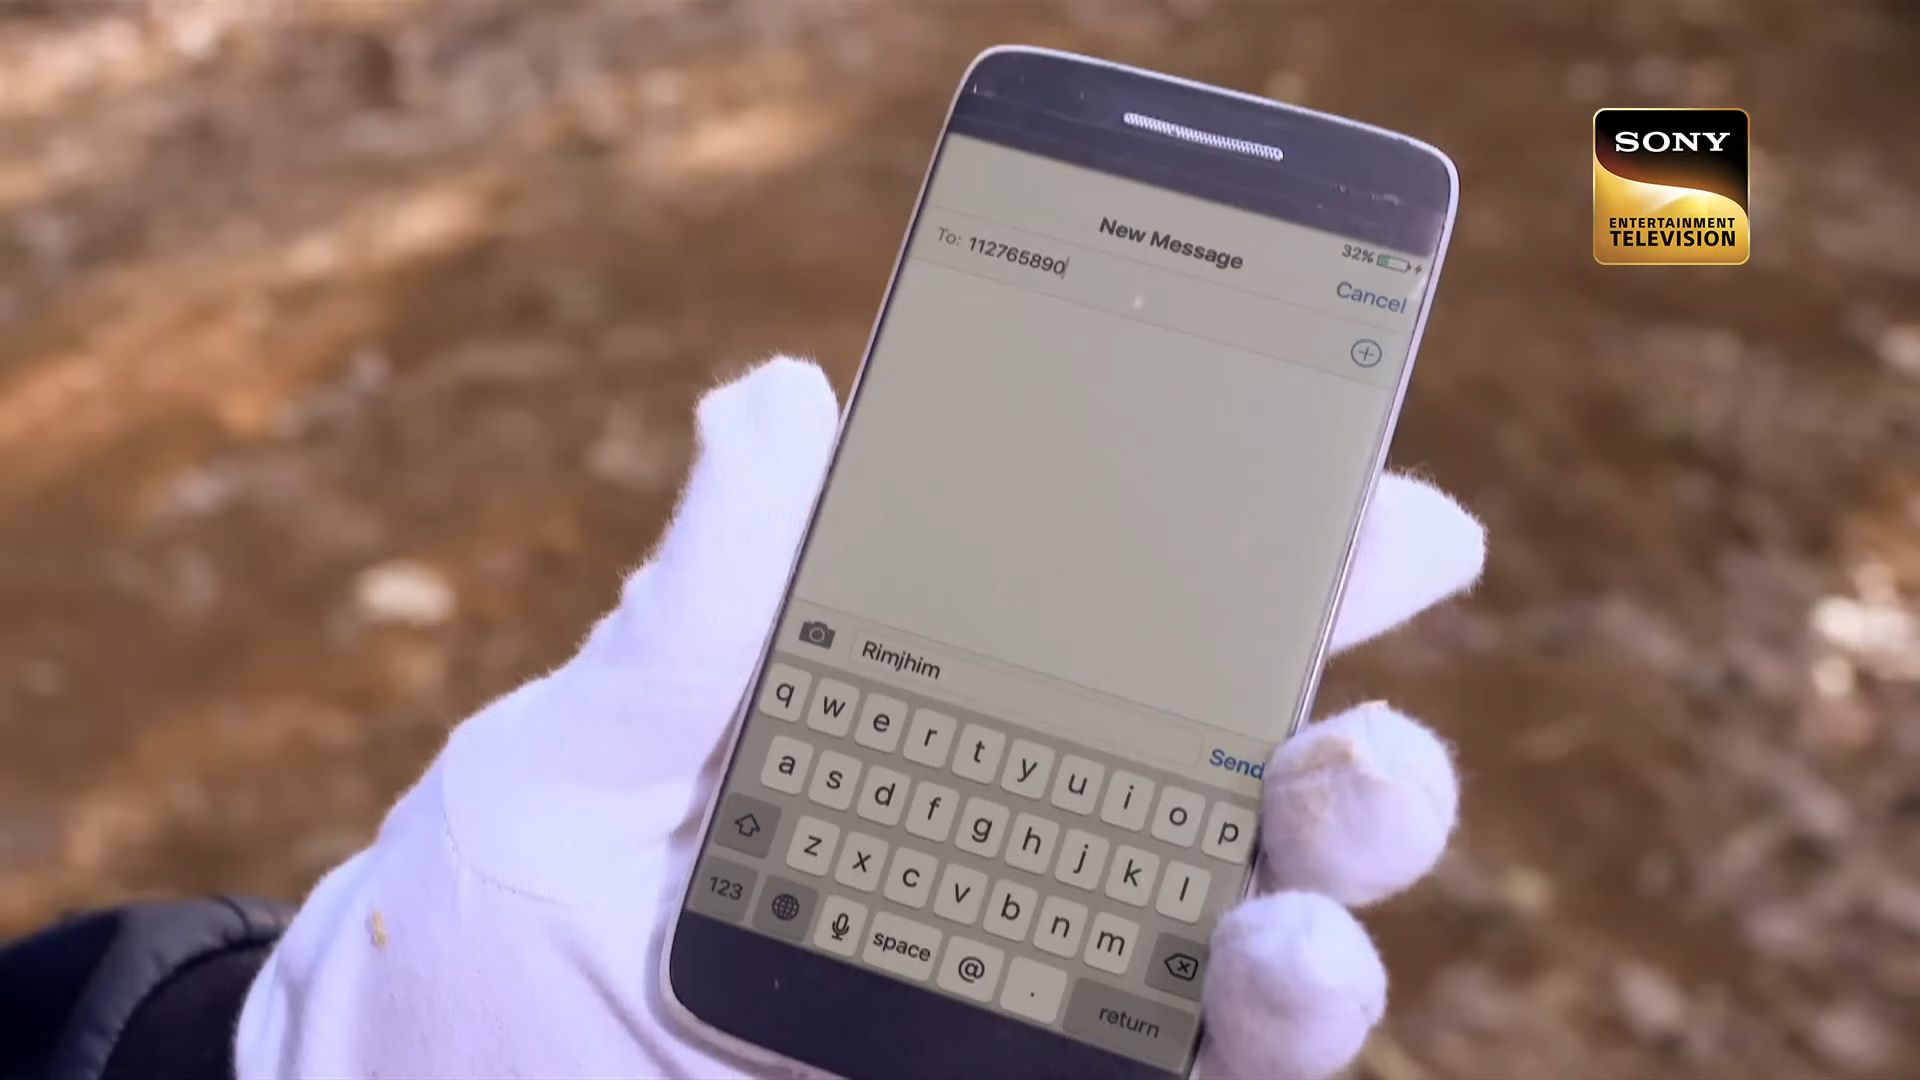 SONY
ENTERTAINMENT
TELEVISION
32%
New Message
Cancel
To: 112765890
Rimjhim
Send
q w e r t y u i o p
a s d f g h j k l
z x c v b n m
123 space @ . return